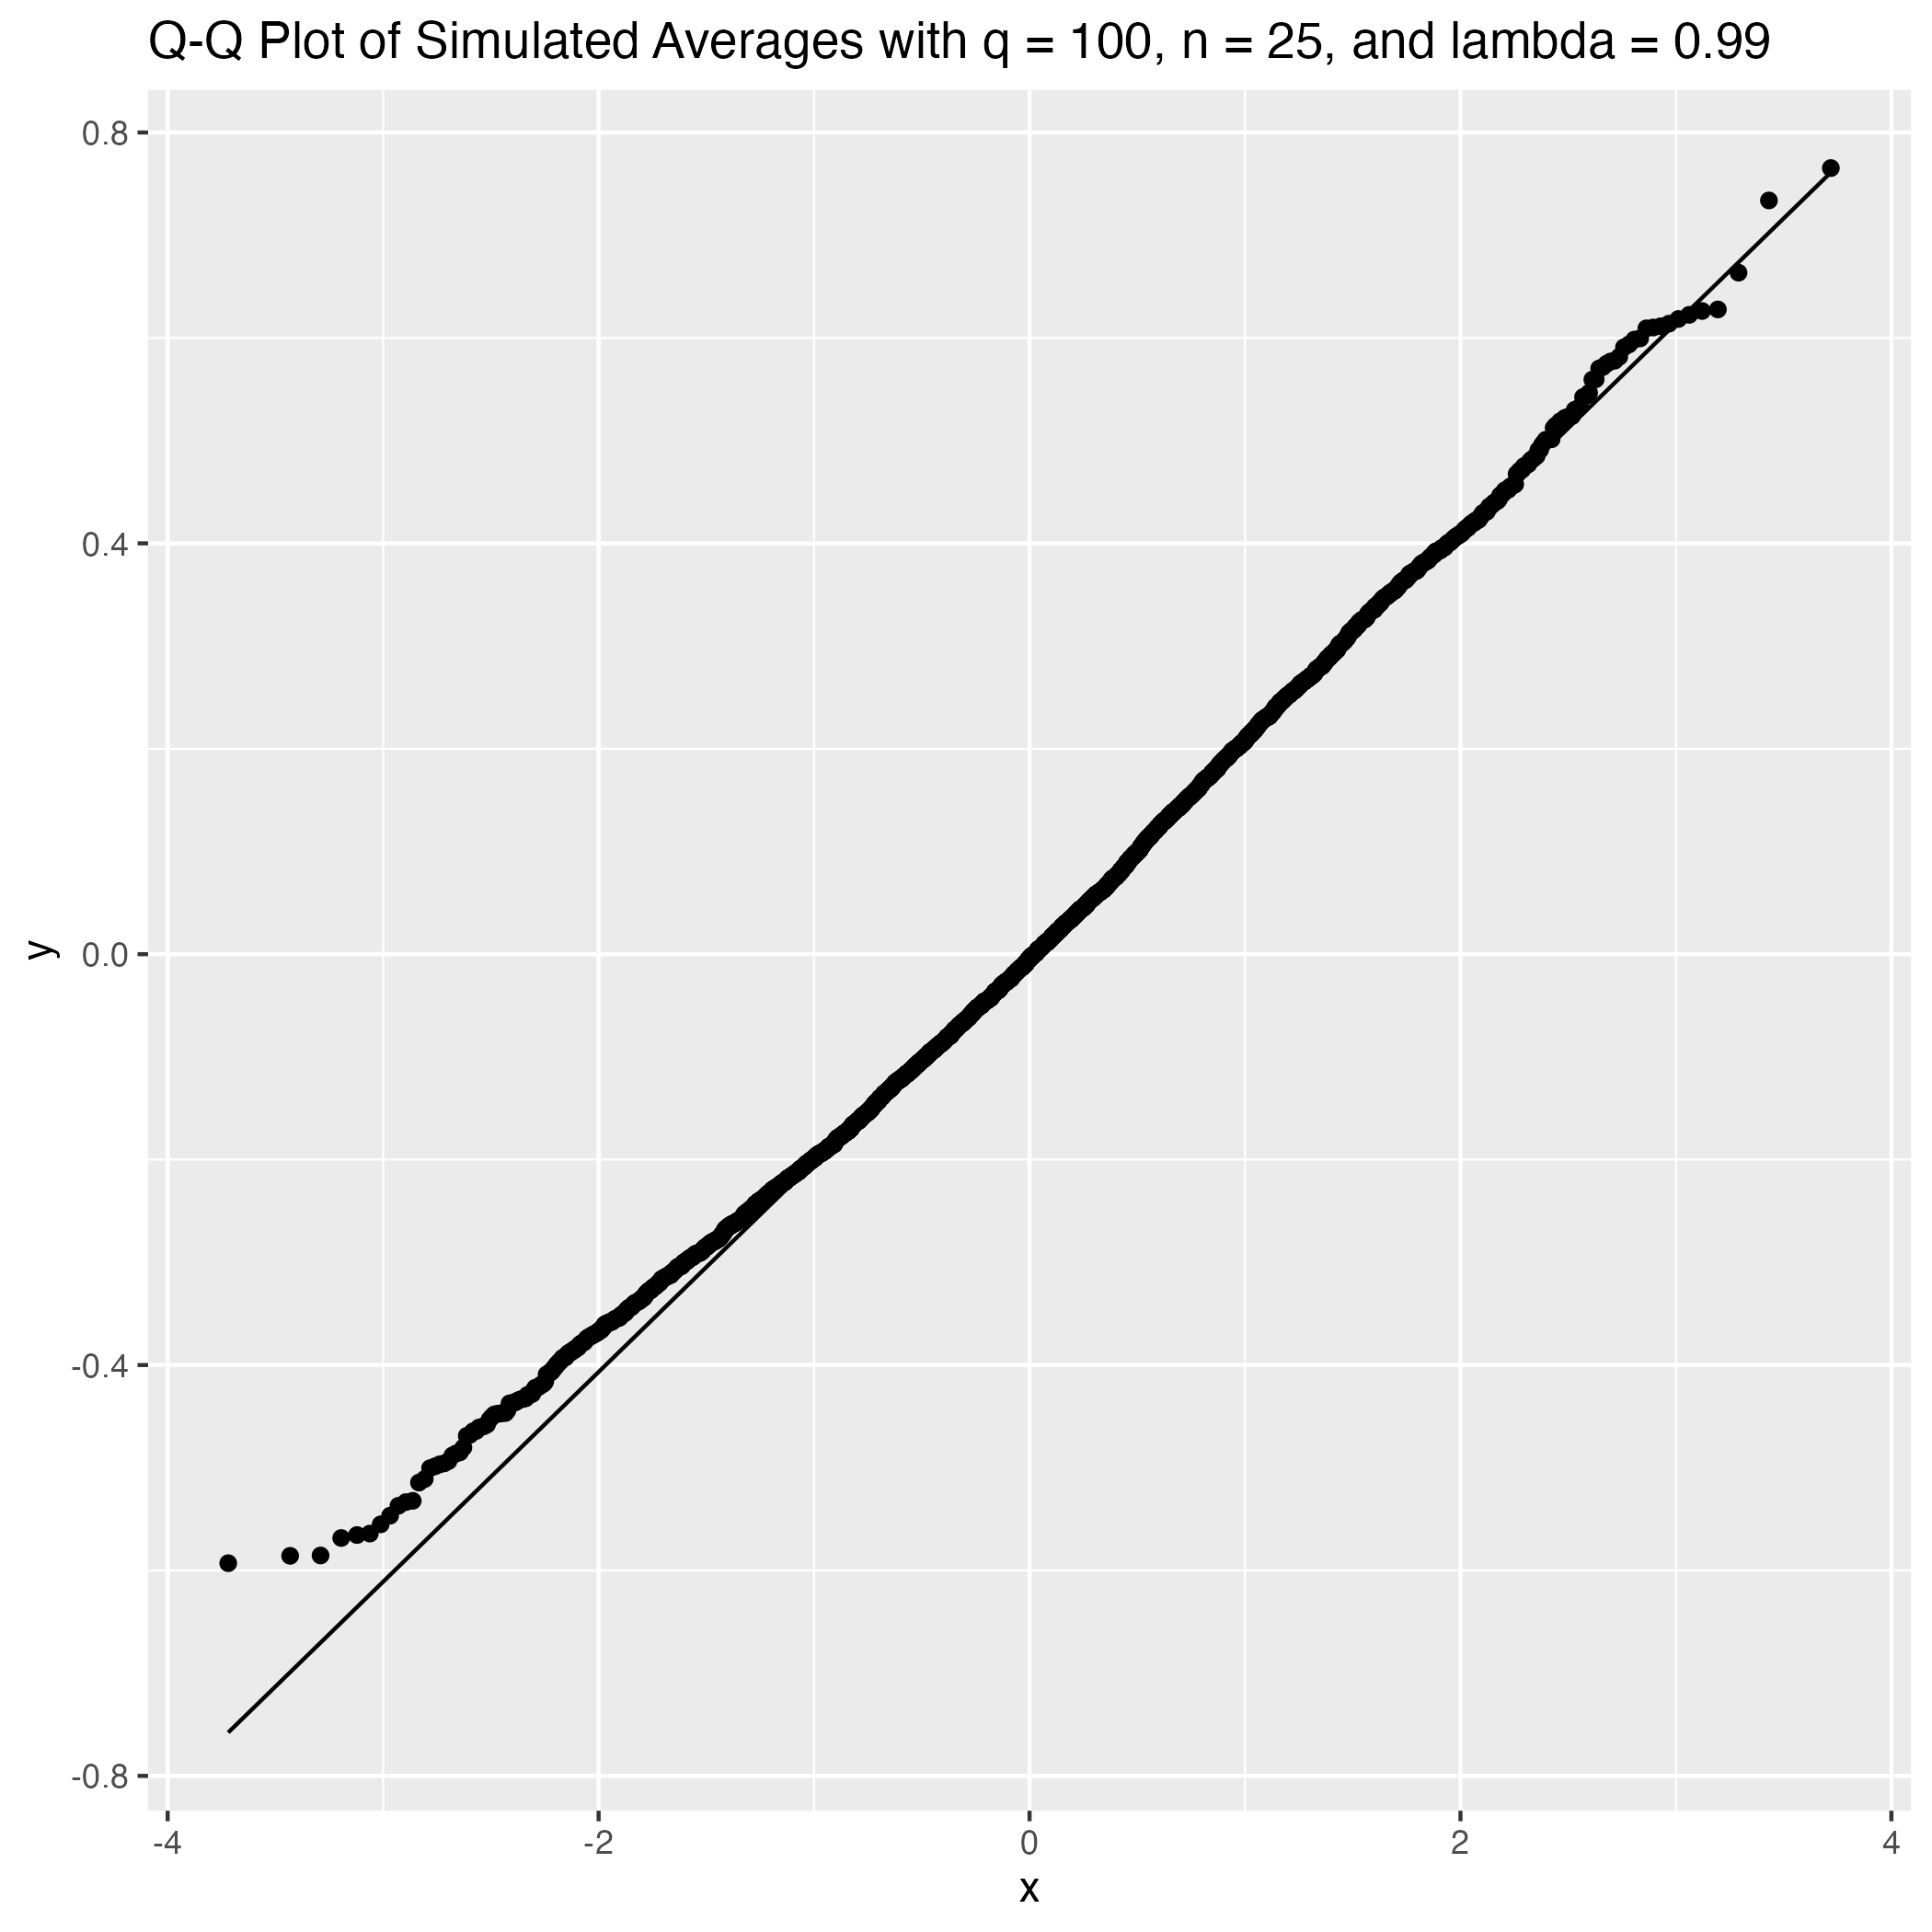 Q-Q Plot of Simulated Averages with q = 100, n = 25, and lambda = 0.99
0.8
0.4
0.0
-0.4
-0.8
y
-4 -2 0 2 4
x